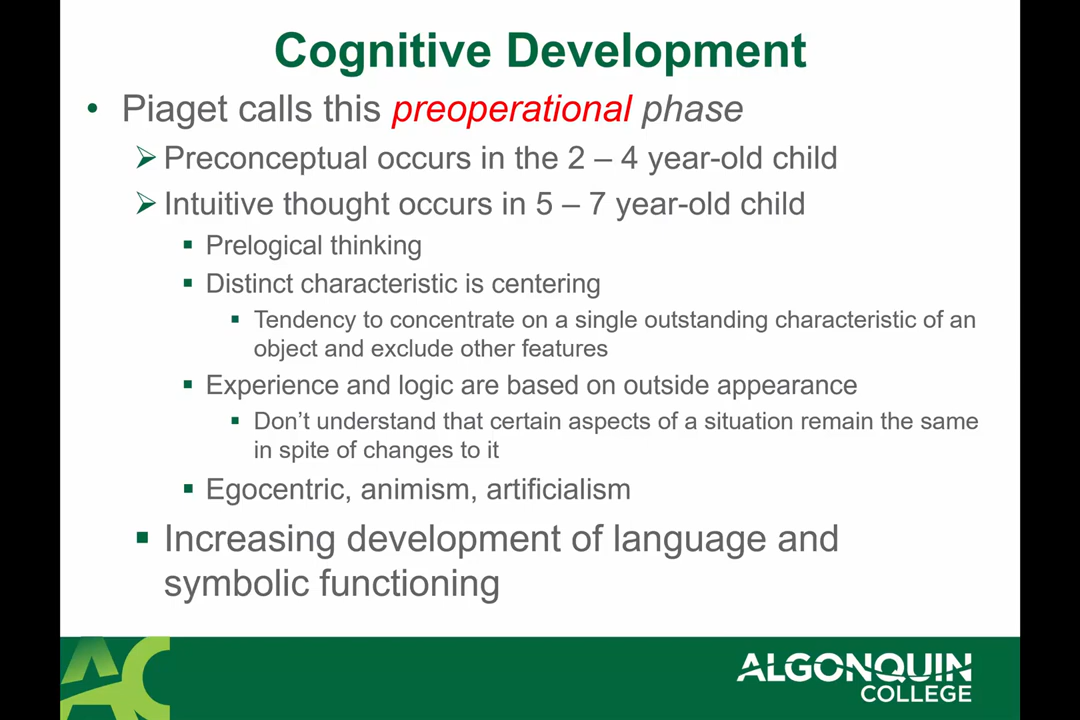 Cognitive Development
• Piaget calls this preoperational phase
➢ Preconceptual occurs in the 2 – 4 year-old child
➢ Intuitive thought occurs in 5 – 7 year-old child
▪ Prelogical thinking
▪ Distinct characteristic is centering
▪ Tendency to concentrate on a single outstanding characteristic of an
object and exclude other features
▪ Experience and logic are based on outside appearance
▪ Don’t understand that certain aspects of a situation remain the same
in spite of changes to it
▪ Egocentric, animism, artificialism
▪ Increasing development of language and
symbolic functioning
AC
ALGONQUIN
COLLEGE